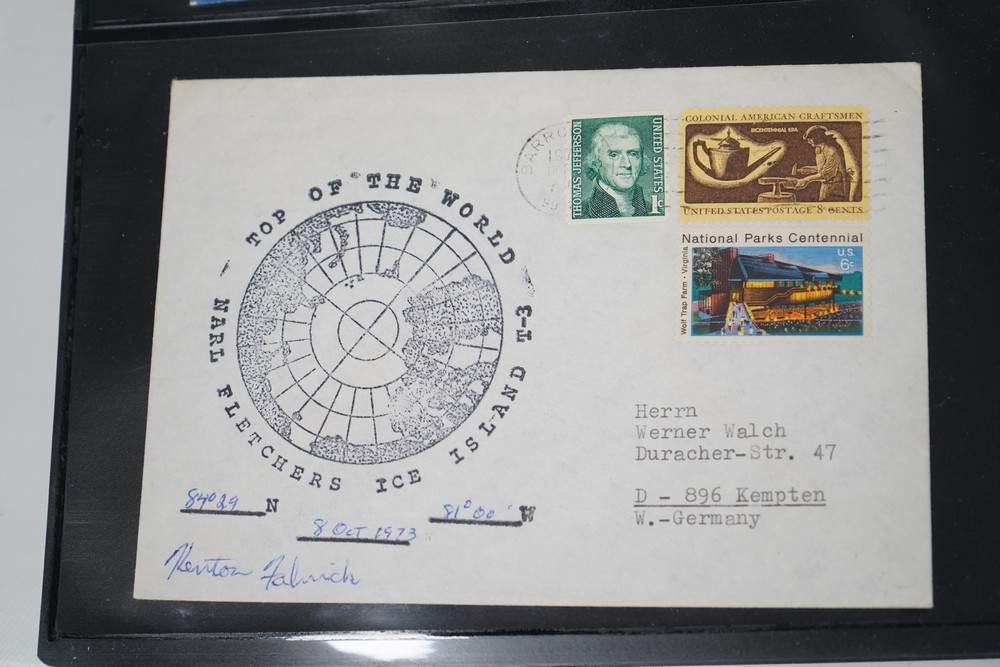 "TOP OF THE WORLD"
NARL FLETCHERS ICE ISLAND T-3
84° 29 N
8 Oct 1973
81° 00' W
BARRO
THOMAS JEFFERSON
UNITED STATES
1c
COLONIAL AMERICAN CRAFTSMEN
BICENTENNIAL ERA
UNITED STATES POSTAGE 8 CENTS
National Parks Centennial
U.S.
6c
Wolf Trap Farm • Virginia
Herrn
Werner Walch
Duracher-Str. 47
D - 896 Kempten
W.-Germany